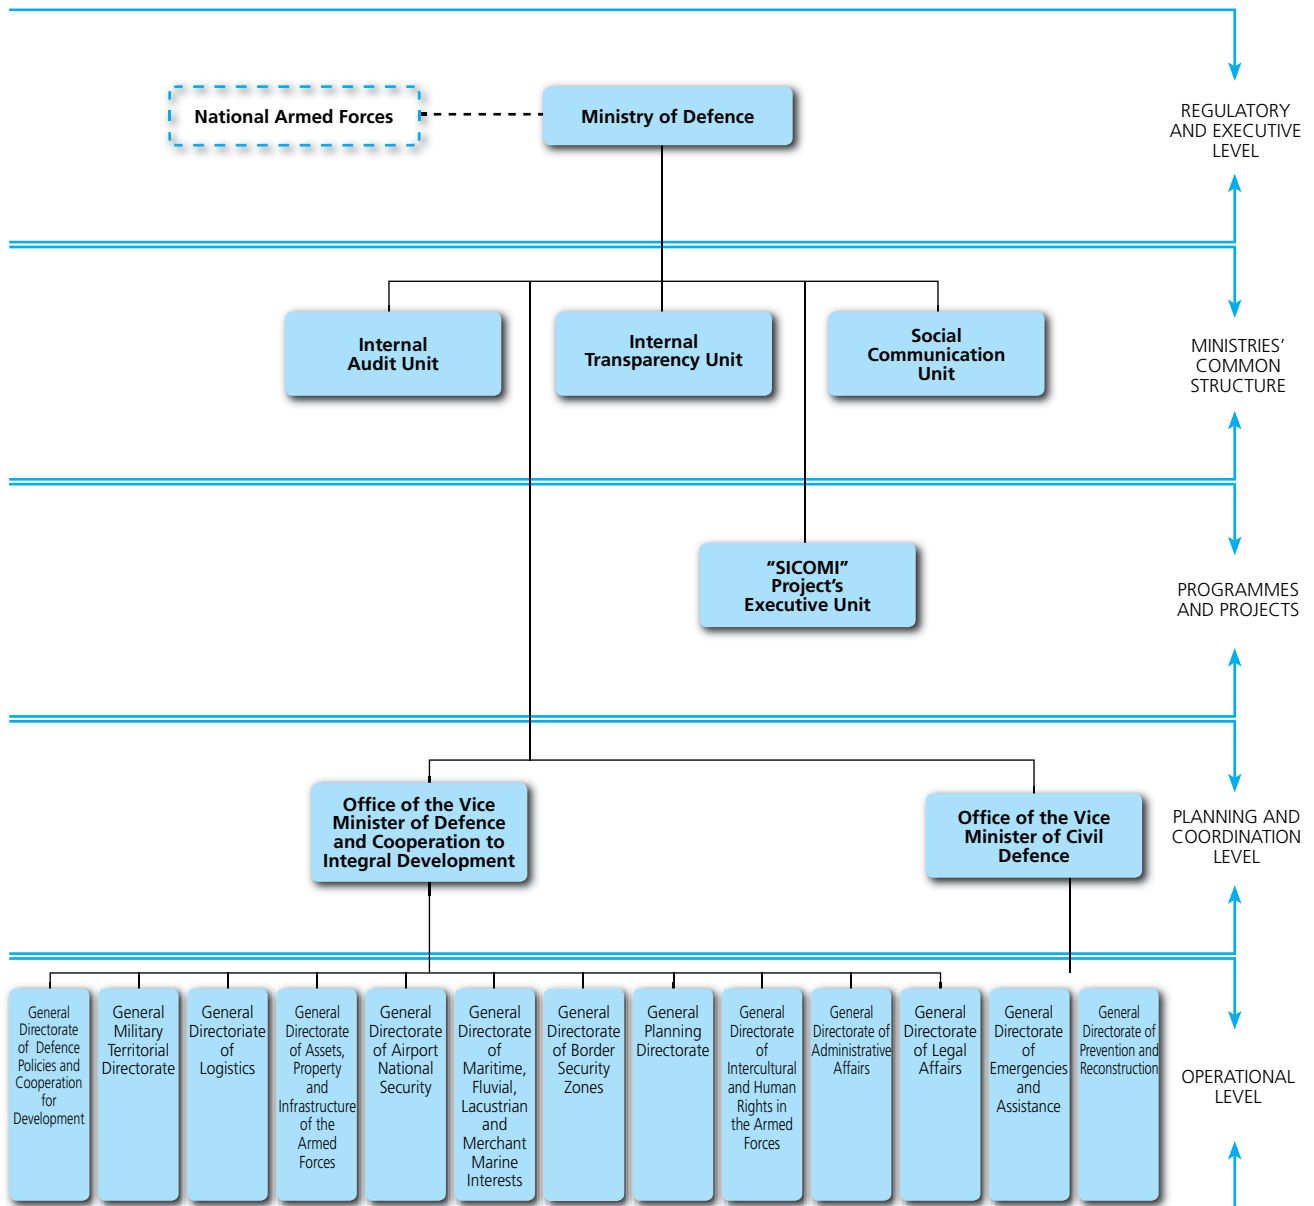 National Armed Forces
Ministry of Defence
REGULATORY
AND EXECUTIVE
LEVEL
Internal
Audit Unit
Internal
Transparency Unit
Social
Communication
Unit
MINISTRIES’
COMMON
STRUCTURE
“SICOMI”
Project’s
Executive Unit
PROGRAMMES
AND PROJECTS
Office of the Vice
Minister of Defence
and Cooperation to
Integral Development
Office of the Vice
Minister of Civil
Defence
PLANNING AND
COORDINATION
LEVEL
General
Directorate
of Defence
Policies and
Cooperation
for
Development
General
Military
Territorial
Directorate
General
Directoriate
of
Logistics
General
Directorate
of Assets,
Property
and
Infrastructure
of the
Armed
Forces
General
Directorate
of Airport
National
Security
General
Directorate
of
Maritime,
Fluvial,
Lacustrian
and
Merchant
Marine
Interests
General
Directorate
of Border
Security
Zones
General
Planning
Directorate
General
Directorate
of
Intercultural
and Human
Rights in
the Armed
Forces
General
Directorate of
Administrative
Affairs
General
Directorate
of Legal
Affairs
General
Directorate
of
Emergencies
and
Assistance
General
Directorate of
Prevention and
Reconstruction
OPERATIONAL
LEVEL